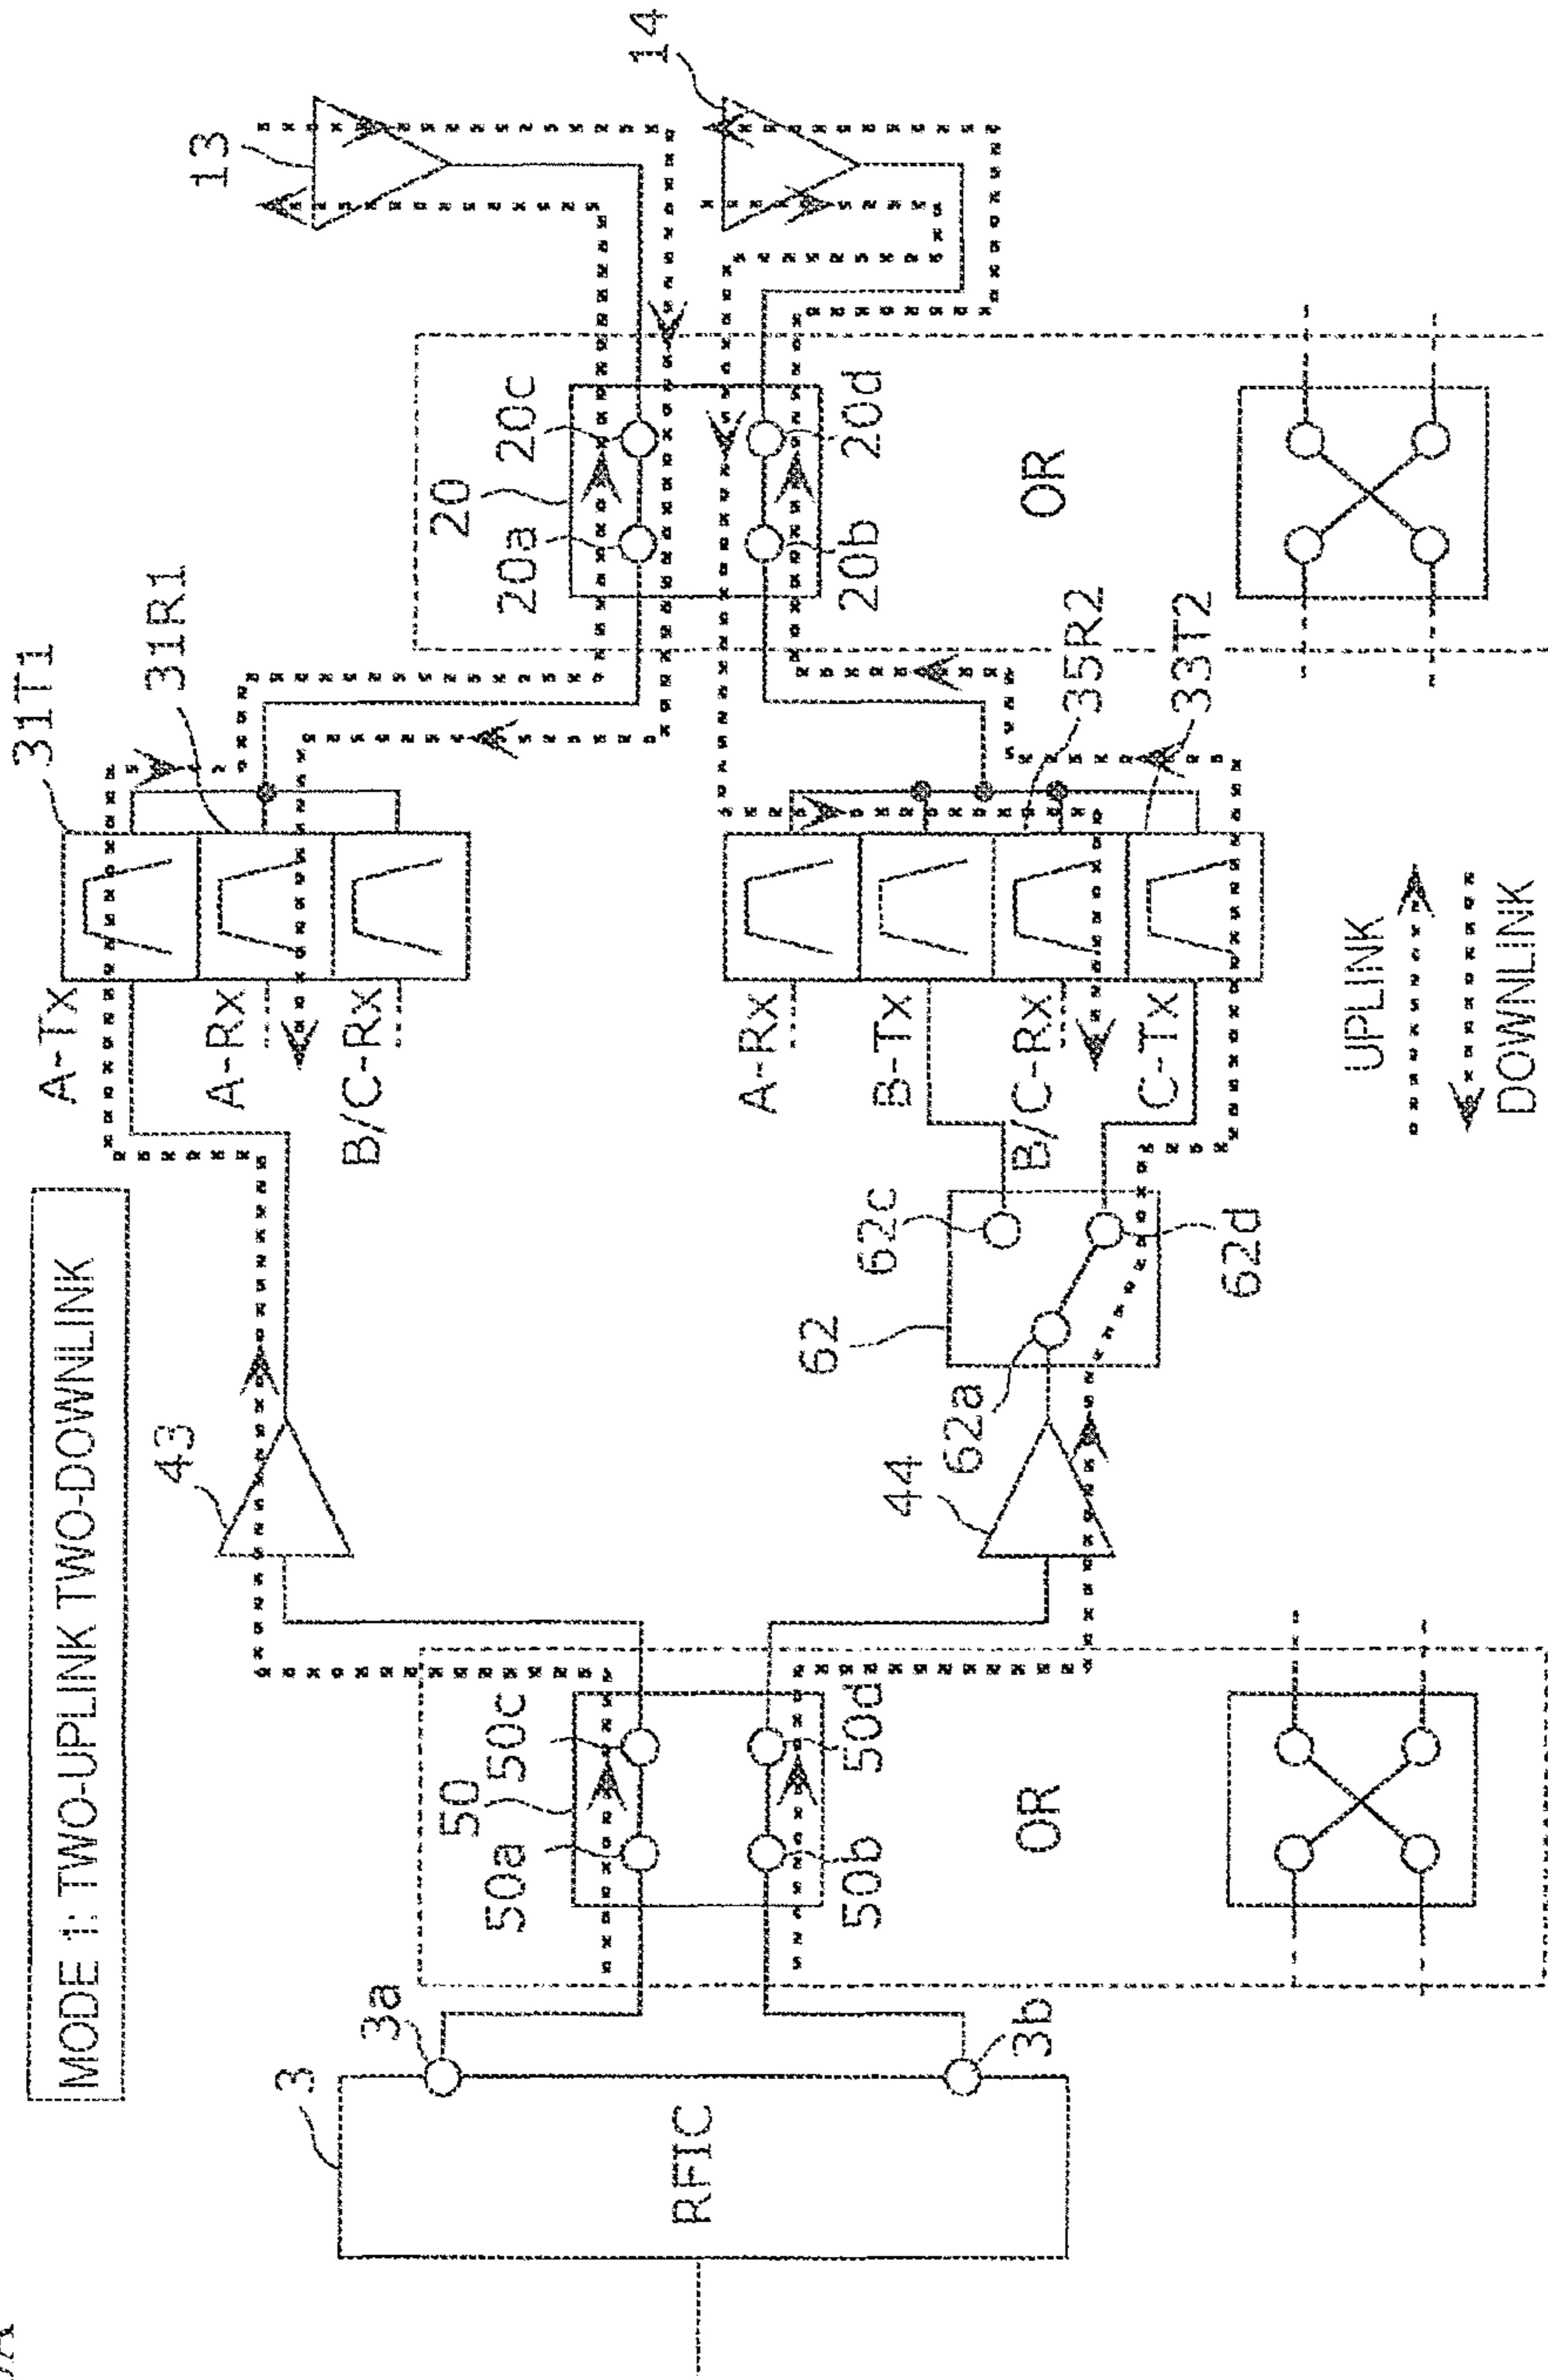 MODE 1: TWO-UPLINK TWO-DOWNLINK
3
3a
3b
RFIC
50
50a
50c
50b
50d
OR
43
44
62
62a
62c
62d
A-Tx
A-Rx
B/C-Rx
31T1
31R1
A-Rx
B-Tx
B/C-Rx
C-Tx
35R2
33T2
20
20a
20c
20b
20d
OR
13
14
UPLINK
DOWNLINK